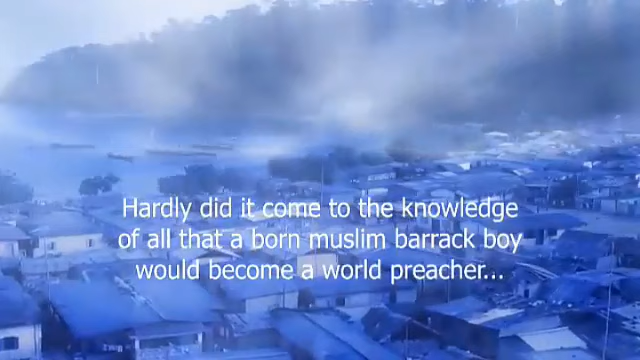 Hardly did it come to the knowledge
of all that a born muslim barrack boy
would become a world preacher...